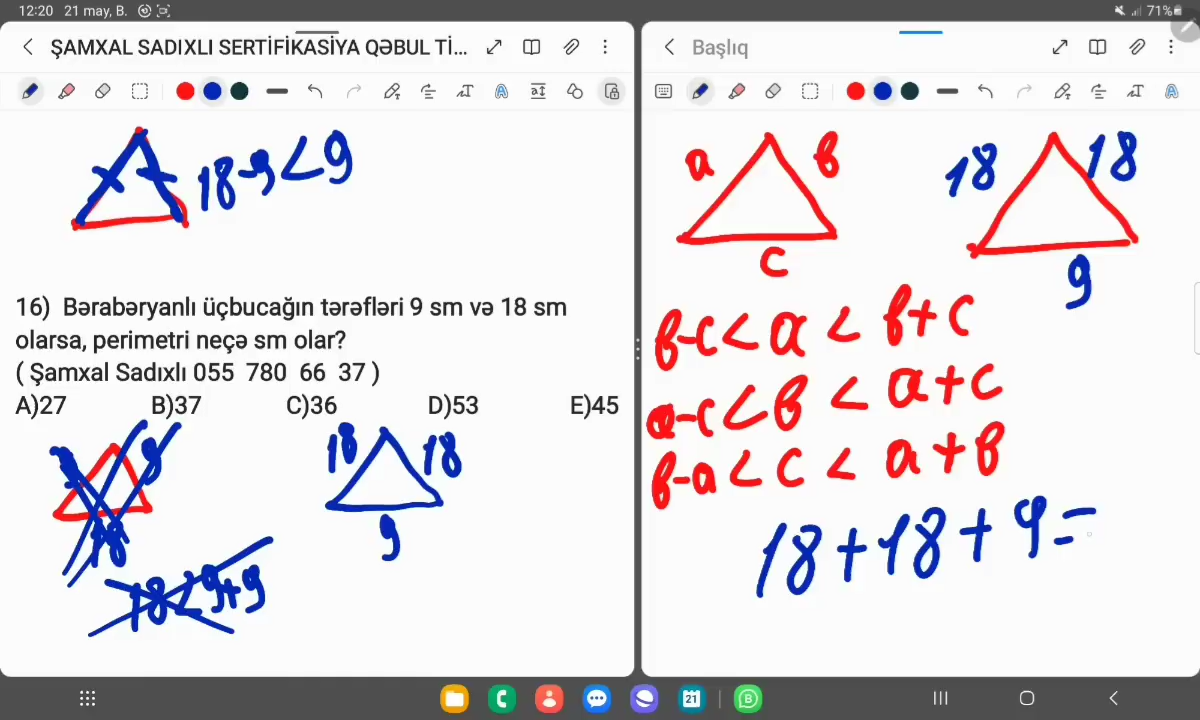 12:20 21 may, B. 71%
ŞAMXAL SADIXLI SERTİFİKASİYA QƏBUL Tİ...
18-9<9
16) Bərabəryanlı üçbucağın tərəfləri 9 sm və 18 sm
olarsa, perimetri neçə sm olar?
( Şamxal Sadıxlı 055 780 66 37 )
A)27 B)37 C)36 D)53 E)45
9
18
18<9+9
18 18
9
Başlıq
a b
c
18 18
9
b-c<a<b+c
a-c<b<a+c
b-a<c<a+b
18+18+9=
21